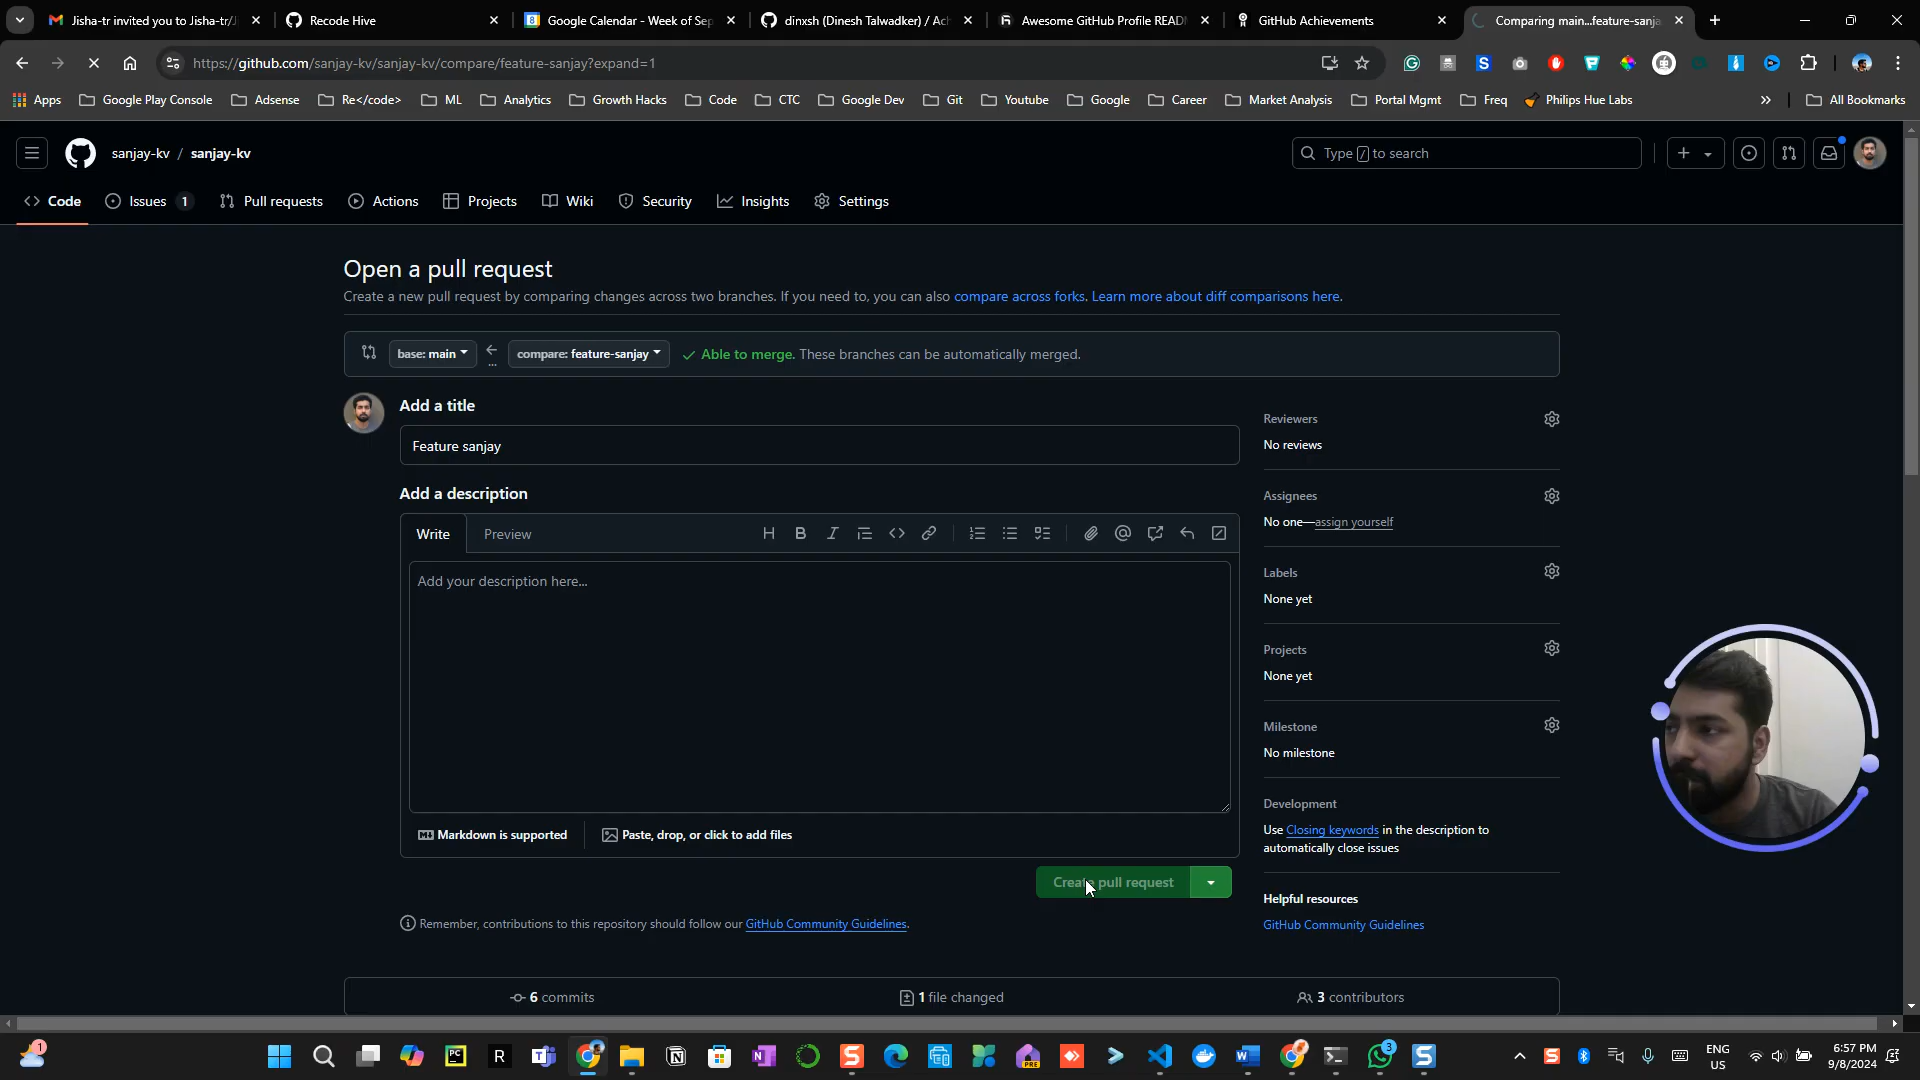 Jisha-tr invited you to Jisha-tr/J
Recode Hive
Google Calendar - Week of Sep
dinxsh (Dinesh Talwadker) / Ach
Awesome GitHub Profile READ
GitHub Achievements
Comparing main...feature-sanja
https://github.com/sanjay-kv/sanjay-kv/compare/feature-sanjay?expand=1
Apps
Google Play Console
Adsense
Re</code>
ML
Analytics
Growth Hacks
Code
CTC
Google Dev
Git
Youtube
Google
Career
Market Analysis
Portal Mgmt
Freq
Philips Hue Labs
All Bookmarks
sanjay-kv / sanjay-kv
Type / to search
Code
Issues 1
Pull requests
Actions
Projects
Wiki
Security
Insights
Settings
Open a pull request
Create a new pull request by comparing changes across two branches. If you need to, you can also compare across forks. Learn more about diff comparisons here.
base: main
compare: feature-sanjay
Able to merge. These branches can be automatically merged.
Add a title
Feature sanjay
Add a description
Write
Preview
Add your description here...
Markdown is supported
Paste, drop, or click to add files
Create pull request
Remember, contributions to this repository should follow our GitHub Community Guidelines.
Reviewers
No reviews
Assignees
No one—assign yourself
Labels
None yet
Projects
None yet
Milestone
No milestone
Development
Use Closing keywords in the description to
automatically close issues
Helpful resources
GitHub Community Guidelines
6 commits
1 file changed
3 contributors
1
PC
R
PRE
3
ENG
US
6:57 PM
9/8/2024